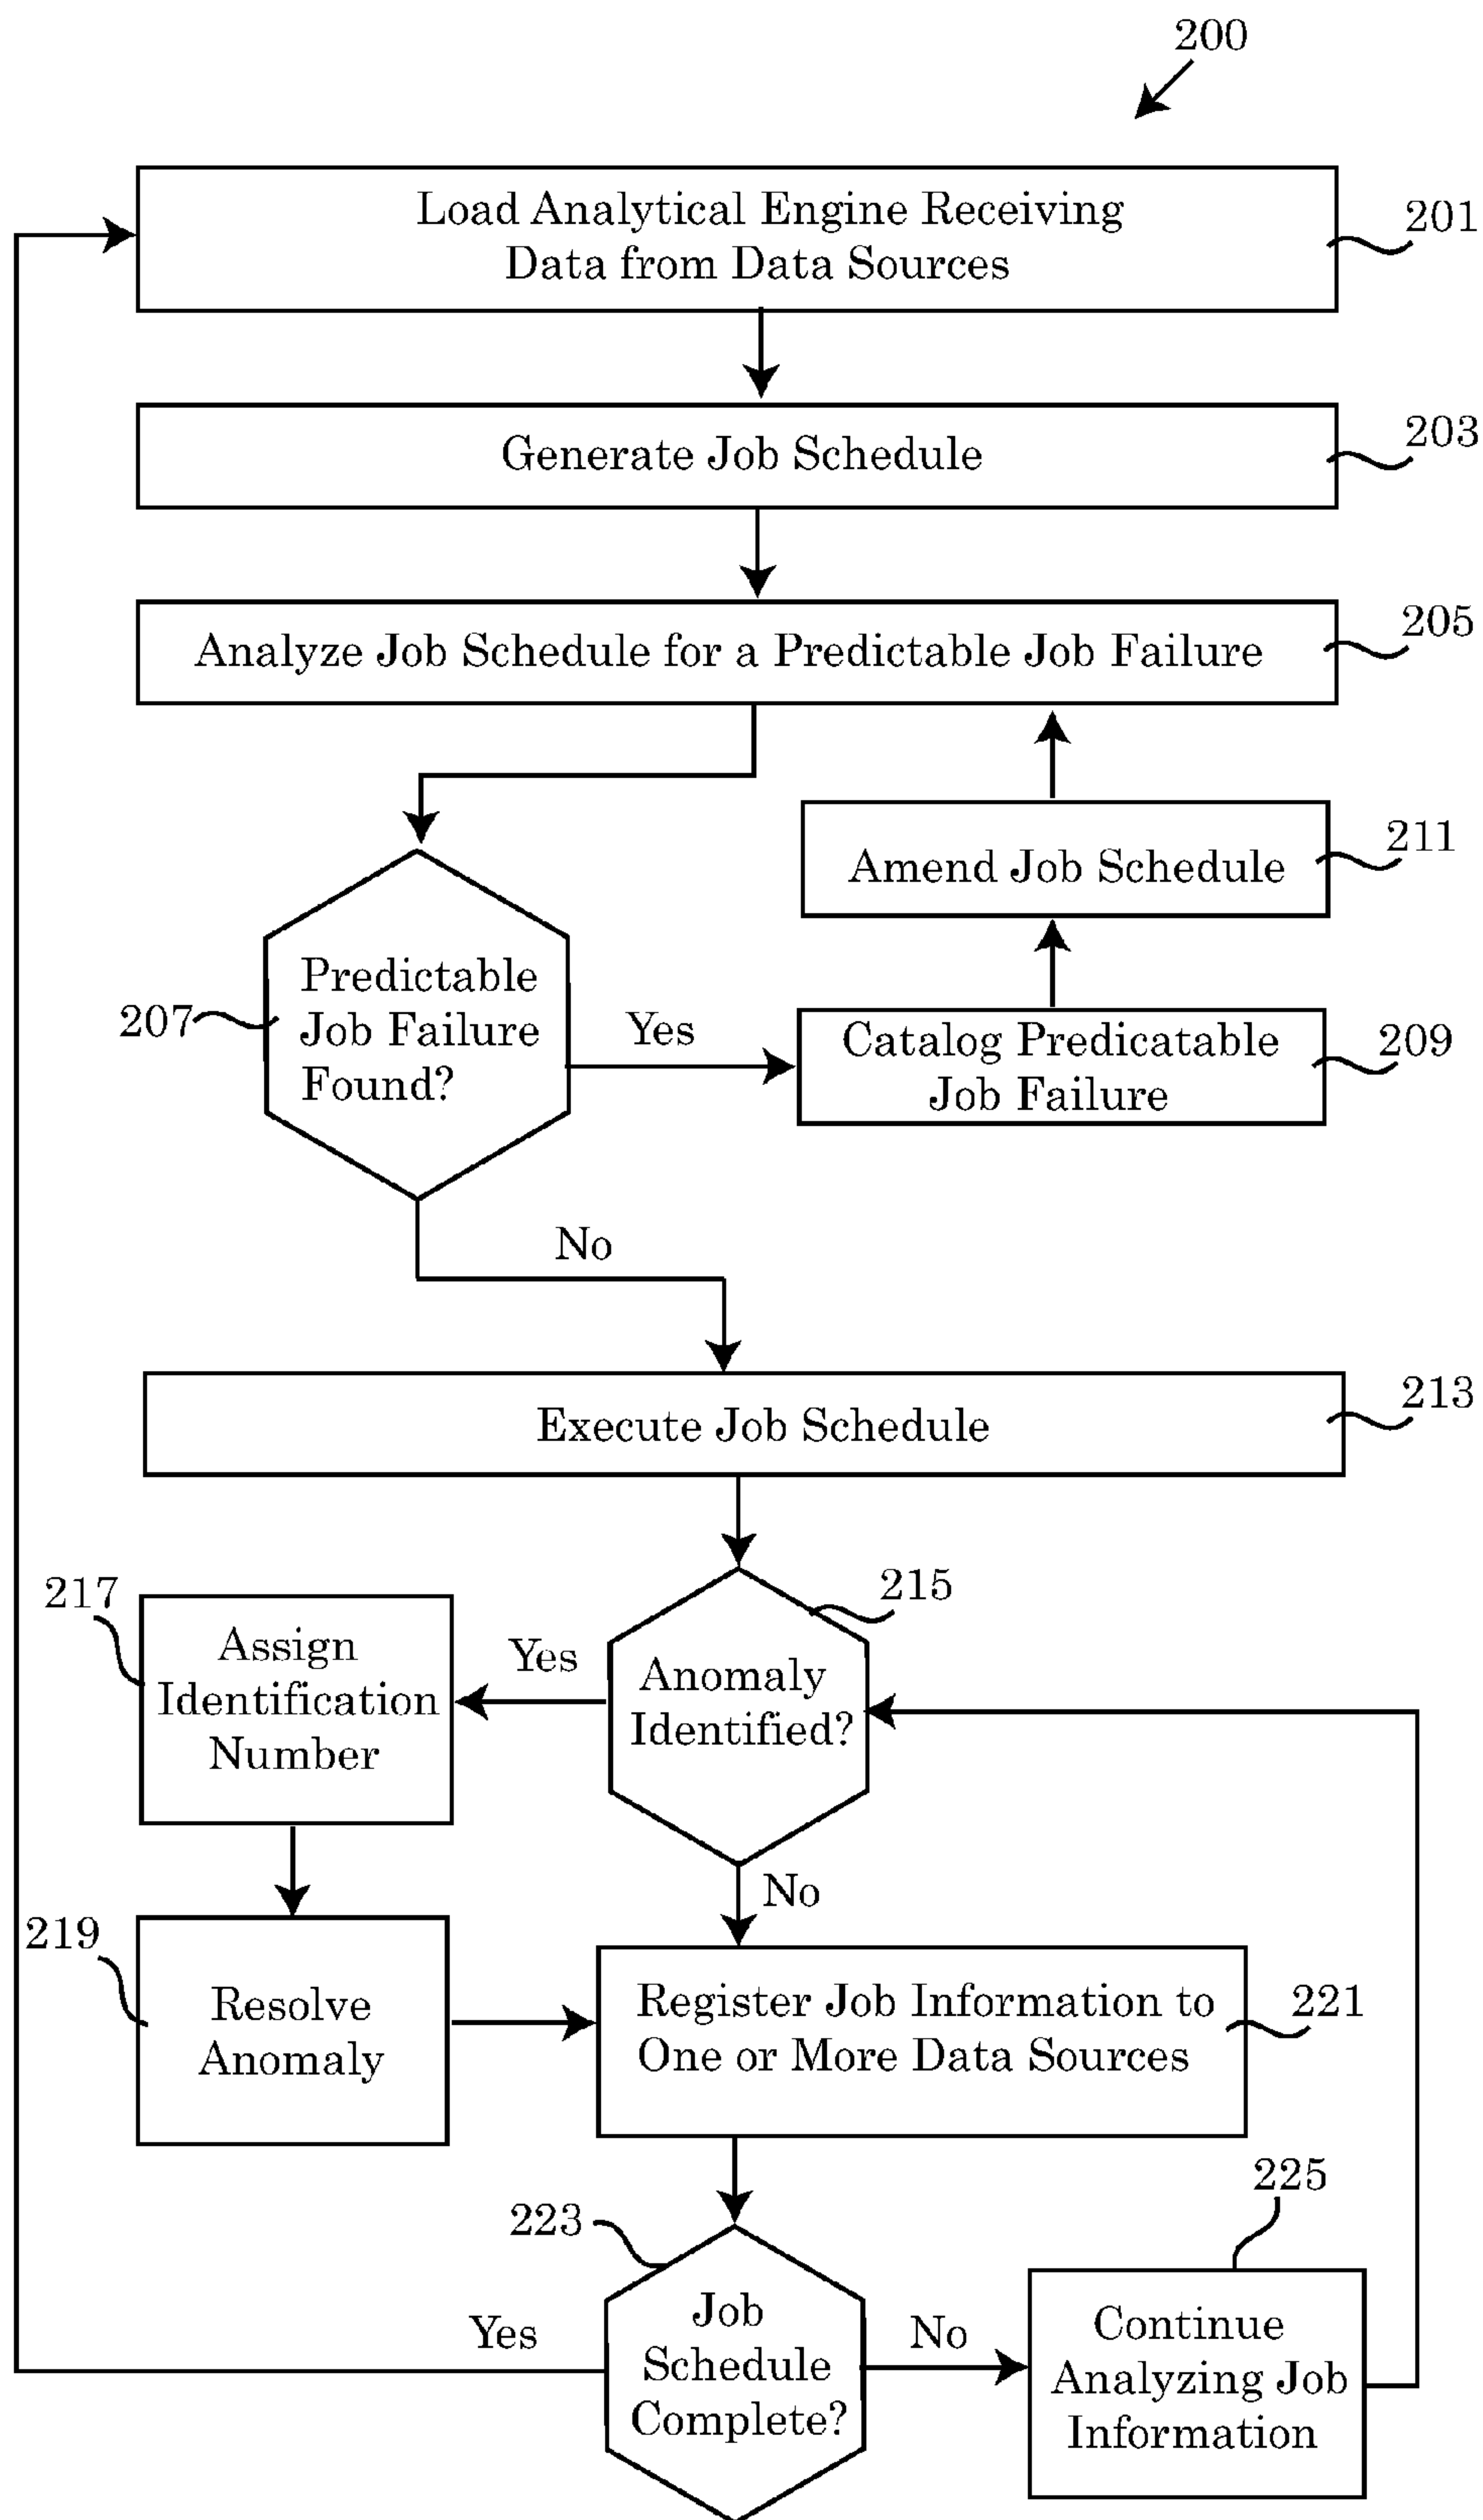 200
Load Analytical Engine Receiving
Data from Data Sources
201
Generate Job Schedule
203
Analyze Job Schedule for a Predictable Job Failure
205
Amend Job Schedule
211
Predictable
Job Failure
Found?
207
Yes
Catalog Predicatable
Job Failure
209
No
Execute Job Schedule
213
217
Assign
Identification
Number
Yes
215
Anomaly
Identified?
No
219
Resolve
Anomaly
Register Job Information to
One or More Data Sources
221
223
225
Yes
Job
Schedule
Complete?
No
Continue
Analyzing Job
Information